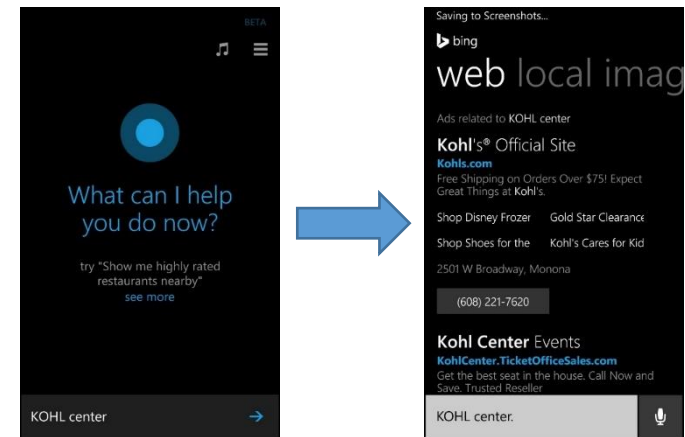 BETA
What can I help
you do now?
try "Show me highly rated
restaurants nearby"
see more
KOHL center
Saving to Screenshots...
bing
web local imag
Ads related to KOHL center
Kohl's® Official Site
Kohls.com
Free Shipping on Orders Over $75! Expect
Great Things at Kohl's.
Shop Disney Frozer Gold Star Clearance
Shop Shoes for the Kohl's Cares for Kid
2501 W Broadway, Monona
(608) 221-7620
Kohl Center Events
KohlCenter.TicketOfficeSales.com
Get the best seat in the house. Call Now and
Save. Trusted Reseller
KOHL center.